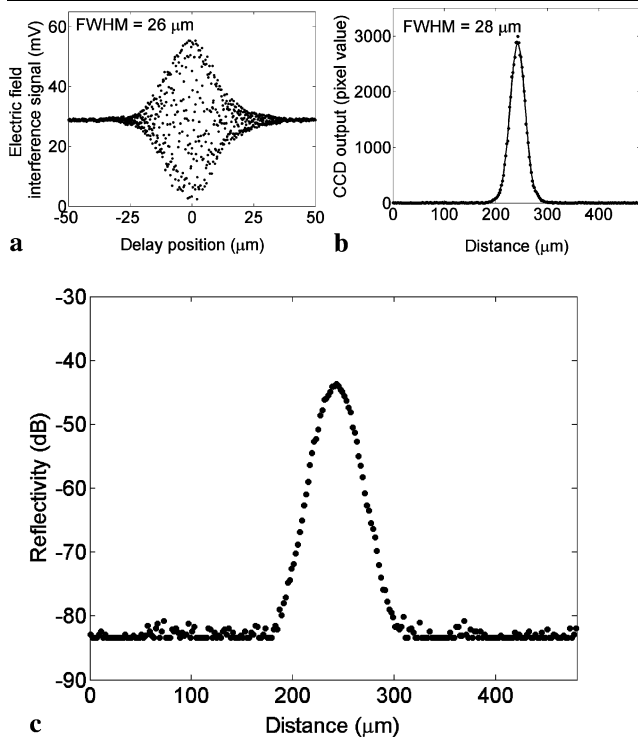 FWHM = 26 μm
Electric field
interference signal (mV)
60
40
20
0
-50
-25
0
25
50
Delay position (μm)
a
FWHM = 28 μm
CCD output (pixel value)
3000
2000
1000
0
0
200
400
Distance (μm)
b
Reflectivity (dB)
-30
-40
-50
-60
-70
-80
-90
0
100
200
300
400
Distance (μm)
c